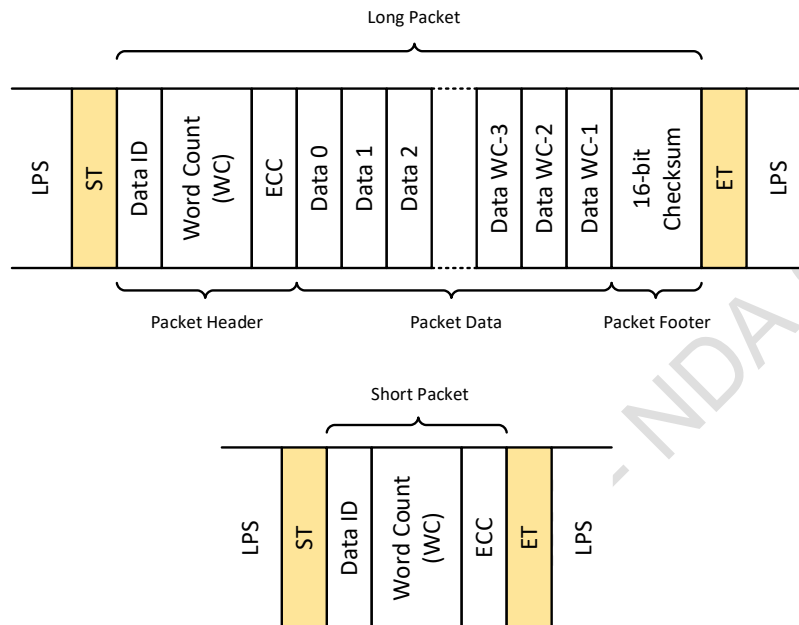 Long Packet
LPS
ST
Data ID
Word Count
(WC)
ECC
Data 0
Data 1
Data 2
Data WC-3
Data WC-2
Data WC-1
16-bit
Checksum
ET
LPS
Packet Header
Packet Data
Packet Footer
- NDA
Short Packet
LPS
ST
Data ID
Word Count
(WC)
ECC
ET
LPS